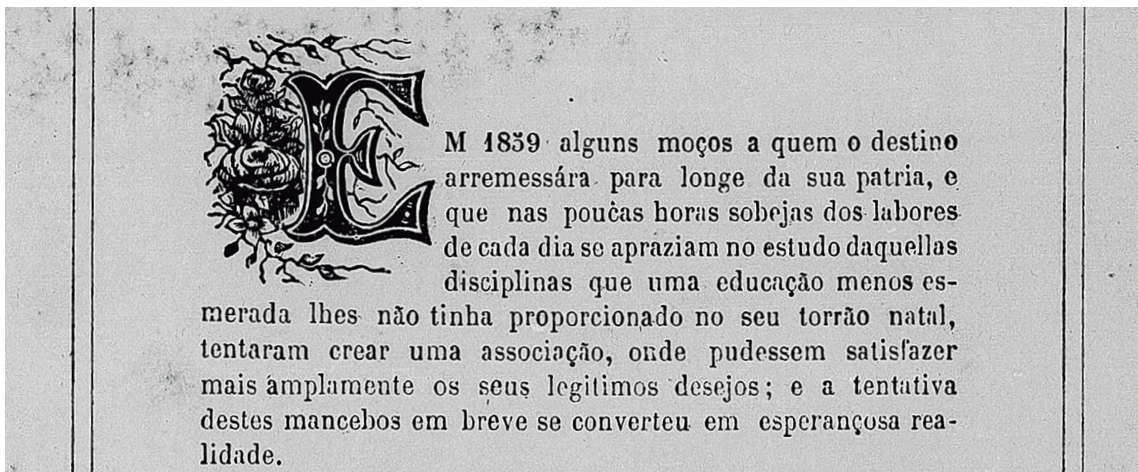 EM 1859 alguns moços a quem o destino
arremessára para longe da sua patria, e
que nas poucas horas sobejas dos labores
de cada dia se apraziam no estudo daquellas
disciplinas que uma educação menos es-
merada lhes não tinha proporcionado no seu torrão natal,
tentaram crear uma associação, onde pudessem satisfazer
mais amplamente os seus legitimos desejos; e a tentativa
destes mancebos em breve se converteu em esperançosa rea-
lidade.